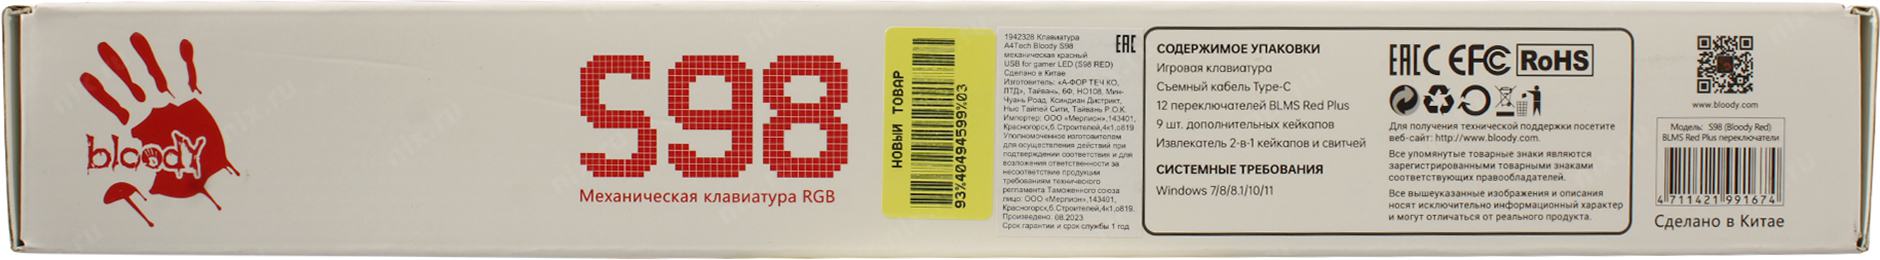 bloody
S98
Механическая клавиатура RGB
НОВЫЙ ТОВАР
93%40494599%03
1942328 Клавиатура
A4Tech Bloody S98
механическая красный
USB for gamer LED (S98 RED)
Сделано в Китае
Изготовитель: «А-ФОР ТЕЧ КО,
ЛТД», Тайвань, 6Ф, НО108, Мин-
Чуань Роад, Ксиндиан Дистрикт,
Нью Тайпей Сити, Тайвань Р.О.К.
Импортер: ООО «Мерлион»,143401,
Красногорск,б.Строителей,4к1,о819
Уполномоченное изготовителем
для осуществления действий при
подтверждении соответствия и для
возложения ответственности за
несоответствие продукции
требованиям технического
регламента Таможенного союза
лицо: ООО «Мерлион»,143401,
Красногорск,б.Строителей,4к1,о819.
Произведено: 08.2023
Срок гарантии и срок службы 1 год
EAC
СОДЕРЖИМОЕ УПАКОВКИ
Игровая клавиатура
Съемный кабель Type-C
12 переключателей BLMS Red Plus
9 шт. дополнительных кейкапов
Извлекатель 2-в-1 кейкапов и свитчей
СИСТЕМНЫЕ ТРЕБОВАНИЯ
Windows 7/8/8.1/10/11
EAC CE FC RoHS
Для получения технической поддержки посетите
веб-сайт: http://www.bloody.com.
Все упомянутые товарные знаки являются
зарегистрированными товарными знаками
соответствующих правообладателей.
Все вышеуказанные изображения и описания
носят исключительно информационный характер
и могут отличаться от реального продукта.
www.bloody.com
Модель: S98 (Bloody Red)
BLMS Red Plus переключатели
4 711421 991674
Сделано в Китае